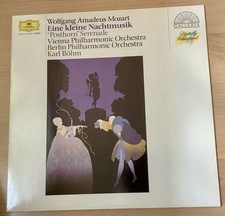 Wolfgang Amadeus Mozart
Eine kleine Nachtmusik
"Posthorn" Serenade
Vienna Philharmonic Orchestra
Berlin Philharmonic Orchestra
Karl Böhm